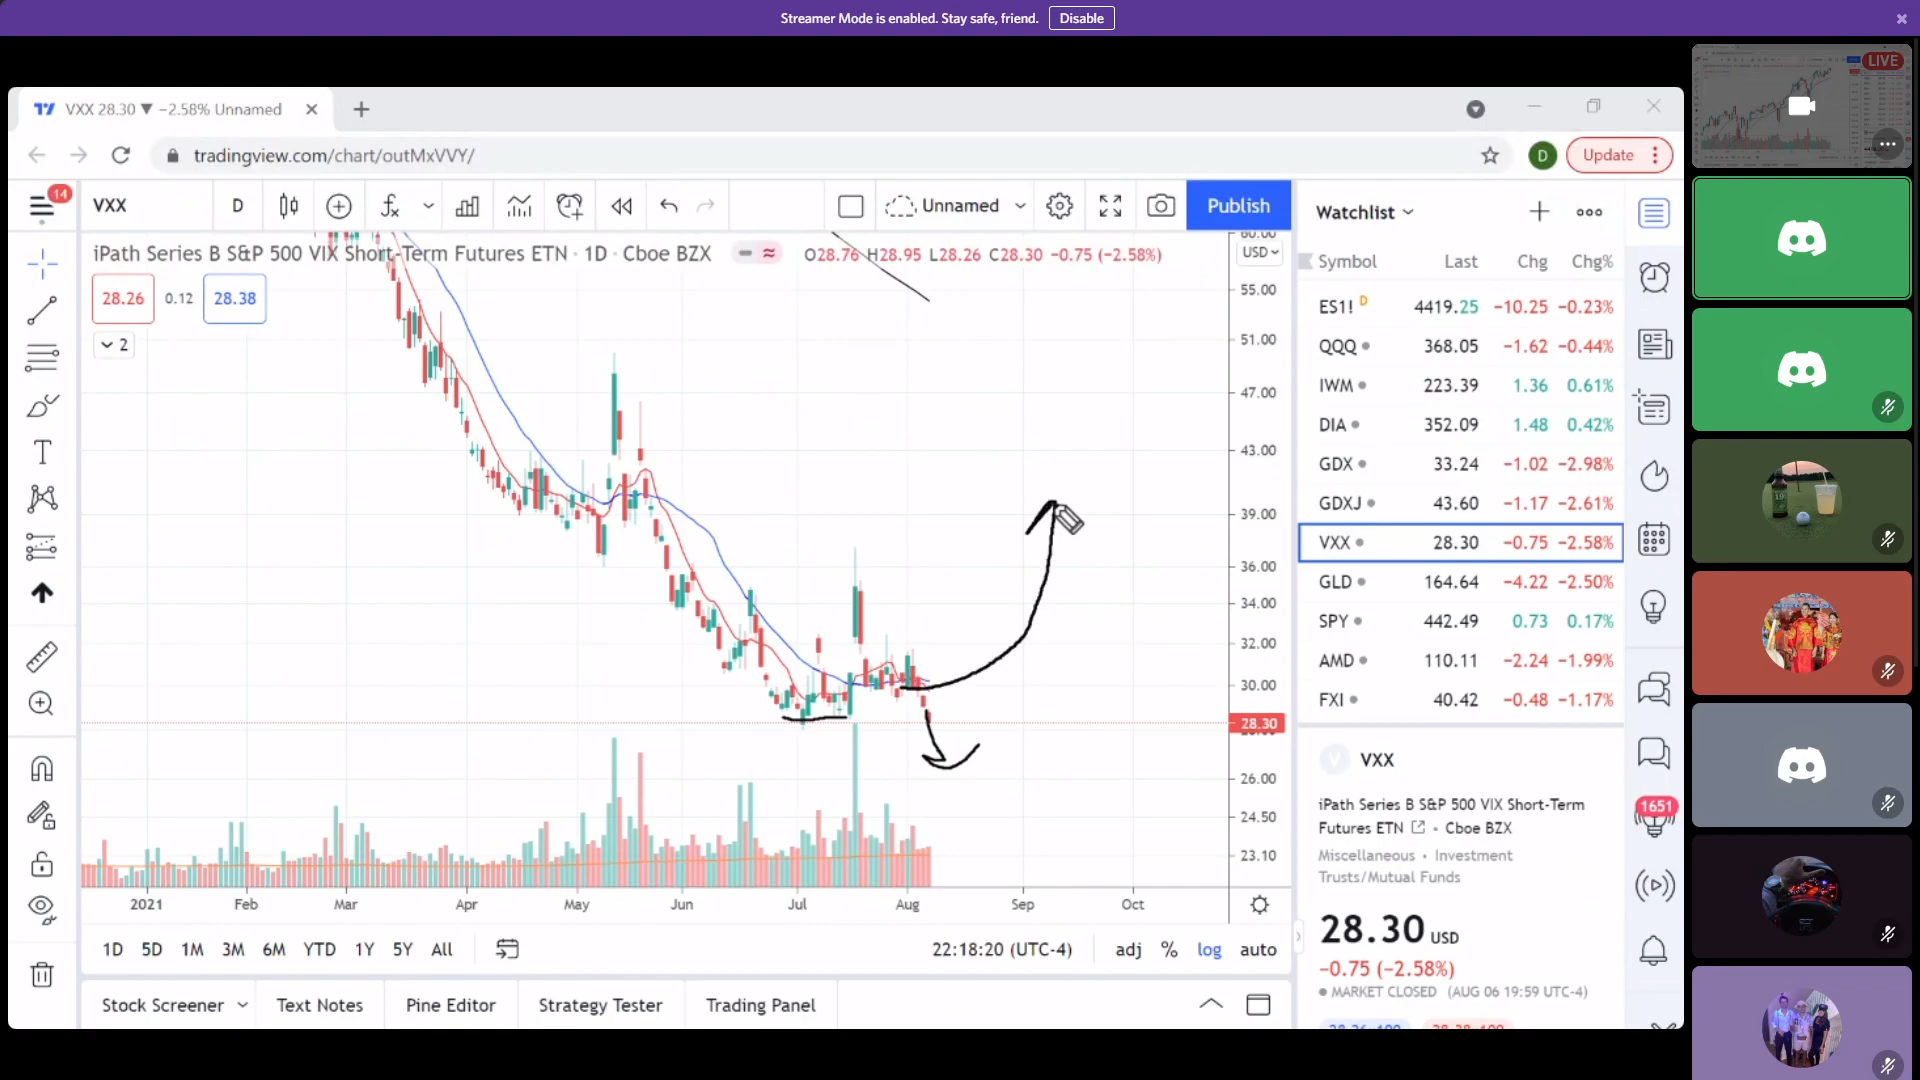 Streamer Mode is enabled. Stay safe, friend. Disable
LIVE
VXX 28.30 ▼ −2.58% Unnamed
tradingview.com/chart/outMxVVY/
D
Update
14
VXX
D
Unnamed
Publish
iPath Series B S&P 500 VIX Short-Term Futures ETN · 1D · Cboe BZX
O28.76 H28.95 L28.26 C28.30 −0.75 (−2.58%)
28.26 0.12 28.38
2
60.00
USD
55.00
51.00
47.00
43.00
39.00
36.00
34.00
32.00
30.00
28.30
26.00
24.50
23.10
2021 Feb Mar Apr May Jun Jul Aug Sep Oct
1D 5D 1M 3M 6M YTD 1Y 5Y All
22:18:20 (UTC-4) adj % log auto
Stock Screener Text Notes Pine Editor Strategy Tester Trading Panel
Watchlist
Symbol Last Chg Chg%
ES1! D 4419.25 −10.25 −0.23%
QQQ 368.05 −1.62 −0.44%
IWM 223.39 1.36 0.61%
DIA 352.09 1.48 0.42%
GDX 33.24 −1.02 −2.98%
GDXJ 43.60 −1.17 −2.61%
VXX 28.30 −0.75 −2.58%
GLD 164.64 −4.22 −2.50%
SPY 442.49 0.73 0.17%
AMD 110.11 −2.24 −1.99%
FXI 40.42 −0.48 −1.17%
V VXX
iPath Series B S&P 500 VIX Short-Term
Futures ETN • Cboe BZX
Miscellaneous • Investment
Trusts/Mutual Funds
28.30 USD
−0.75 (−2.58%)
MARKET CLOSED (AUG 06 19:59 UTC-4)
1651